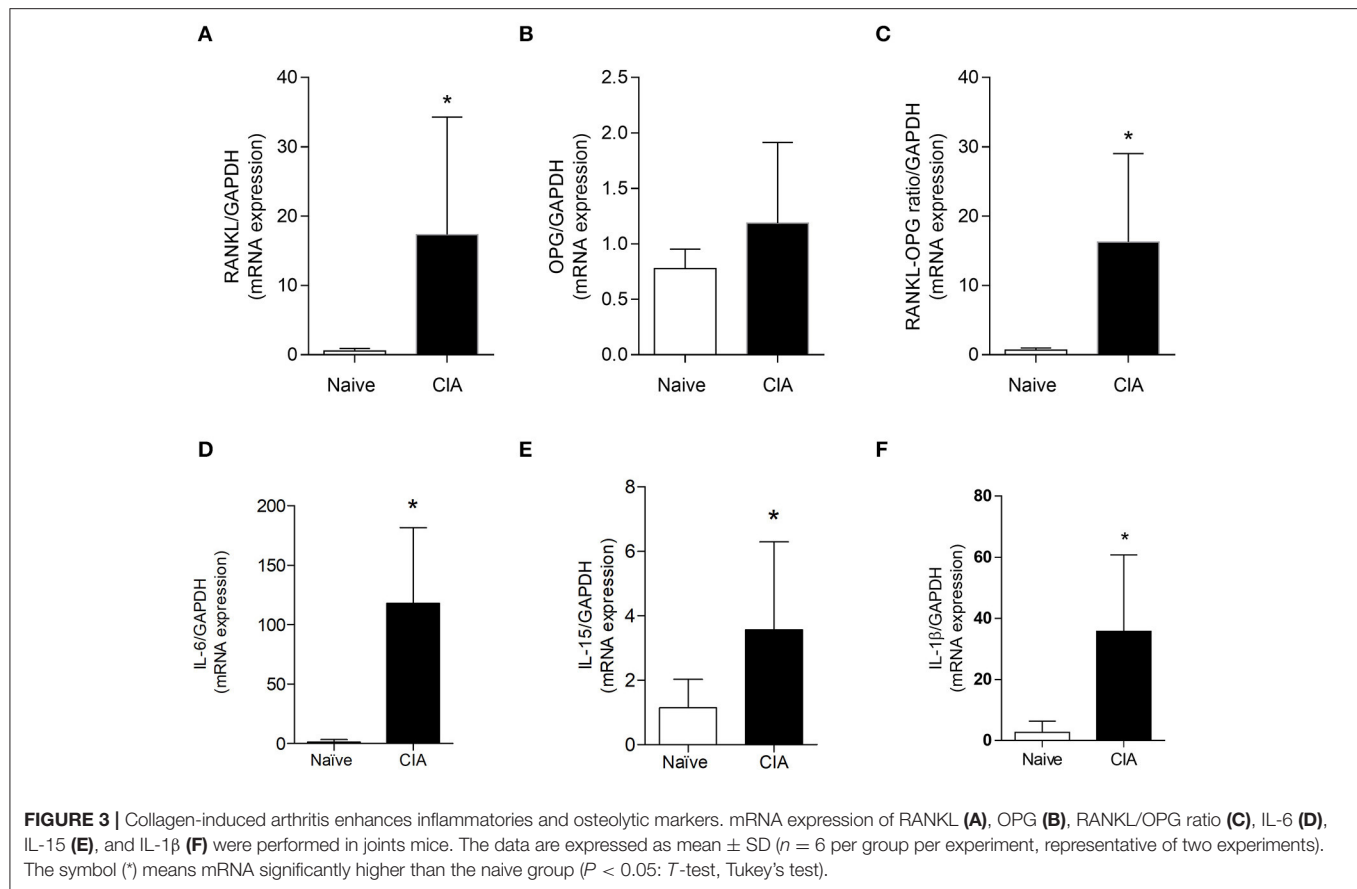 A
B
C
RANKL/GAPDH
(mRNA expression)
40
30
20
10
0
*
Naive
CIA
OPG/GAPDH
(mRNA expression)
2.5
2.0
1.5
1.0
0.5
0.0
Naive
CIA
RANKL-OPG ratio/GAPDH
(mRNA expression)
40
30
20
10
0
*
Naive
CIA
D
E
F
IL-6/GAPDH
(mRNA expression)
200
150
100
50
0
*
Naïve
CIA
IL-15/GAPDH
(mRNA expression)
8
6
4
2
0
*
Naïve
CIA
IL-1β/GAPDH
(mRNA expression)
80
60
40
20
0
*
Naive
CIA
FIGURE 3 | Collagen-induced arthritis enhances inflammatories and osteolytic markers. mRNA expression of RANKL (A), OPG (B), RANKL/OPG ratio (C), IL-6 (D),
IL-15 (E), and IL-1β (F) were performed in joints mice. The data are expressed as mean ± SD (n = 6 per group per experiment, representative of two experiments).
The symbol (*) means mRNA significantly higher than the naive group (P < 0.05: T-test, Tukey's test).